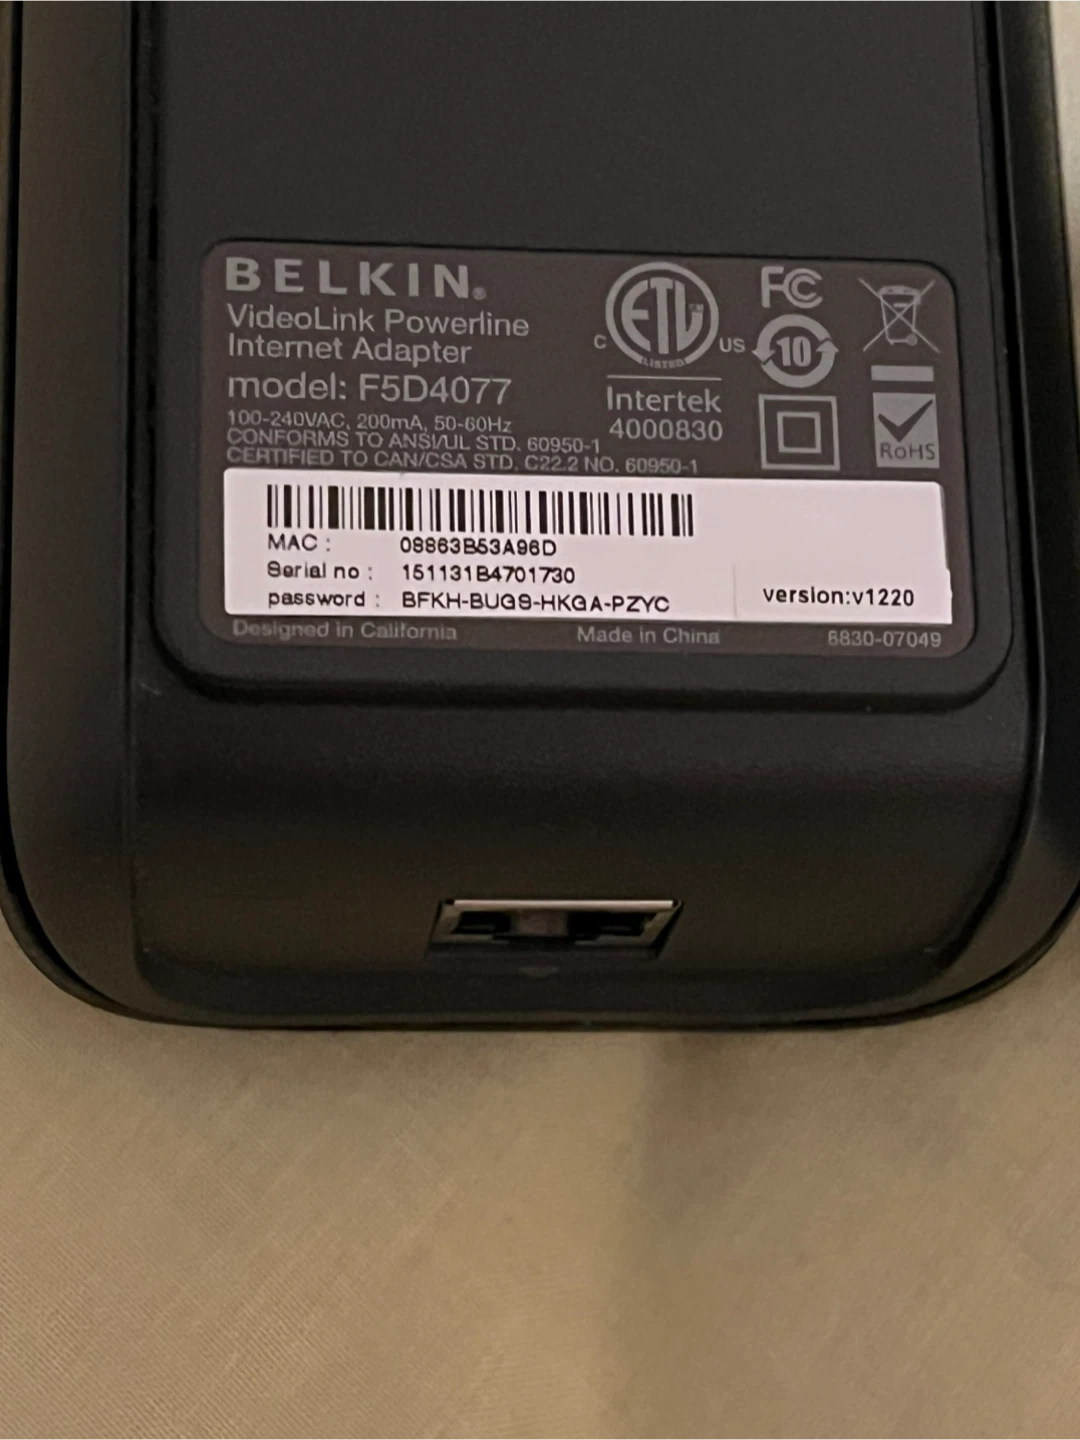 BELKIN®
VideoLink Powerline
Internet Adapter
model: F5D4077
100-240VAC, 200mA, 50-60Hz
CONFORMS TO ANSI/UL STD. 60950-1
CERTIFIED TO CAN/CSA STD. C22.2 NO. 60950-1
C ETL US
LISTED
Intertek
4000830
FC
10
RoHS
MAC : 08863B53A96D
Serial no : 151131B4701730
password : BFKH-BUGS-HKGA-PZYC
version:v1220
Designed in California Made in China 8830-07049